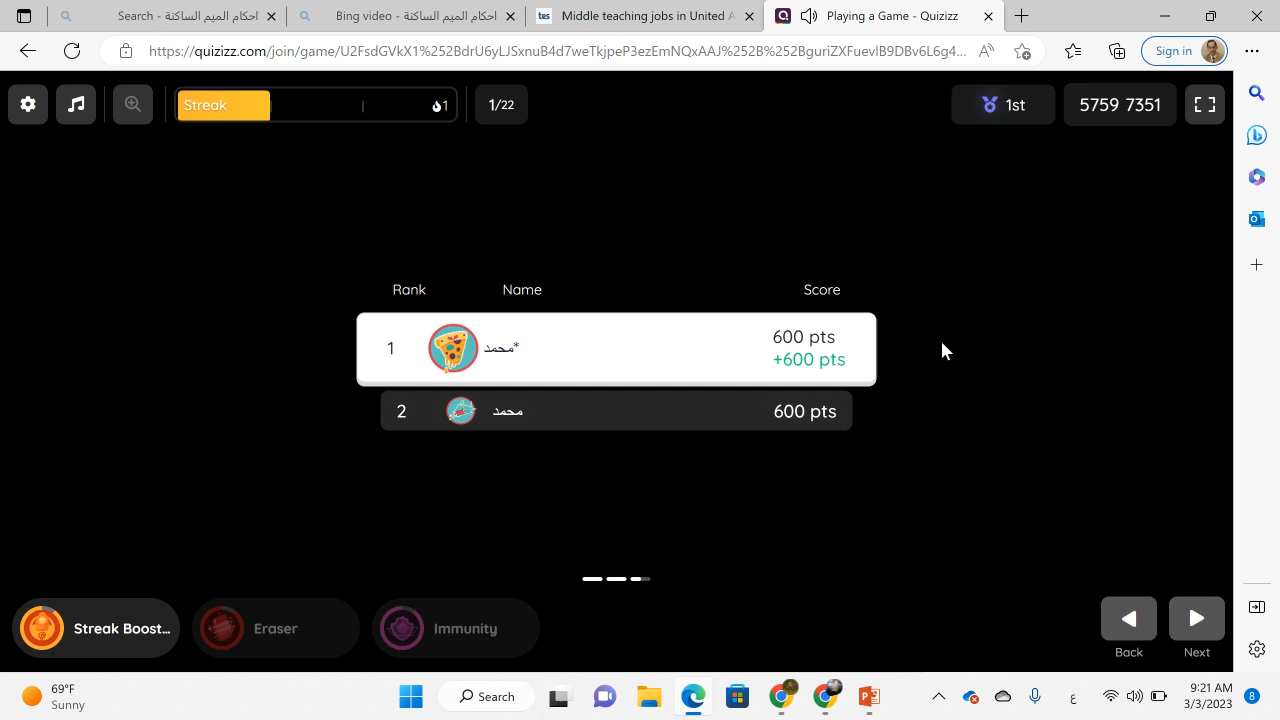 Search - احكام الميم الساكنة
Bing video - احكام الميم الساكنة
tes
Middle teaching jobs in United A
Playing a Game - Quizizz
https://quizizz.com/join/game/U2FsdGVkX1%252BdrU6yLJSxnuB4d7weTkjpeP3ezEmNQxAAJ%252B%252BguriZXFuevlB9DBv6L6g4...
Sign in
Streak
1
1/22
1st
5759 7351
Rank
Name
Score
1
محمد*
600 pts
+600 pts
2
محمد
600 pts
Streak Boost...
Eraser
Immunity
Back
Next
69°F
Sunny
Search
ع
9:21 AM
3/3/2023
8